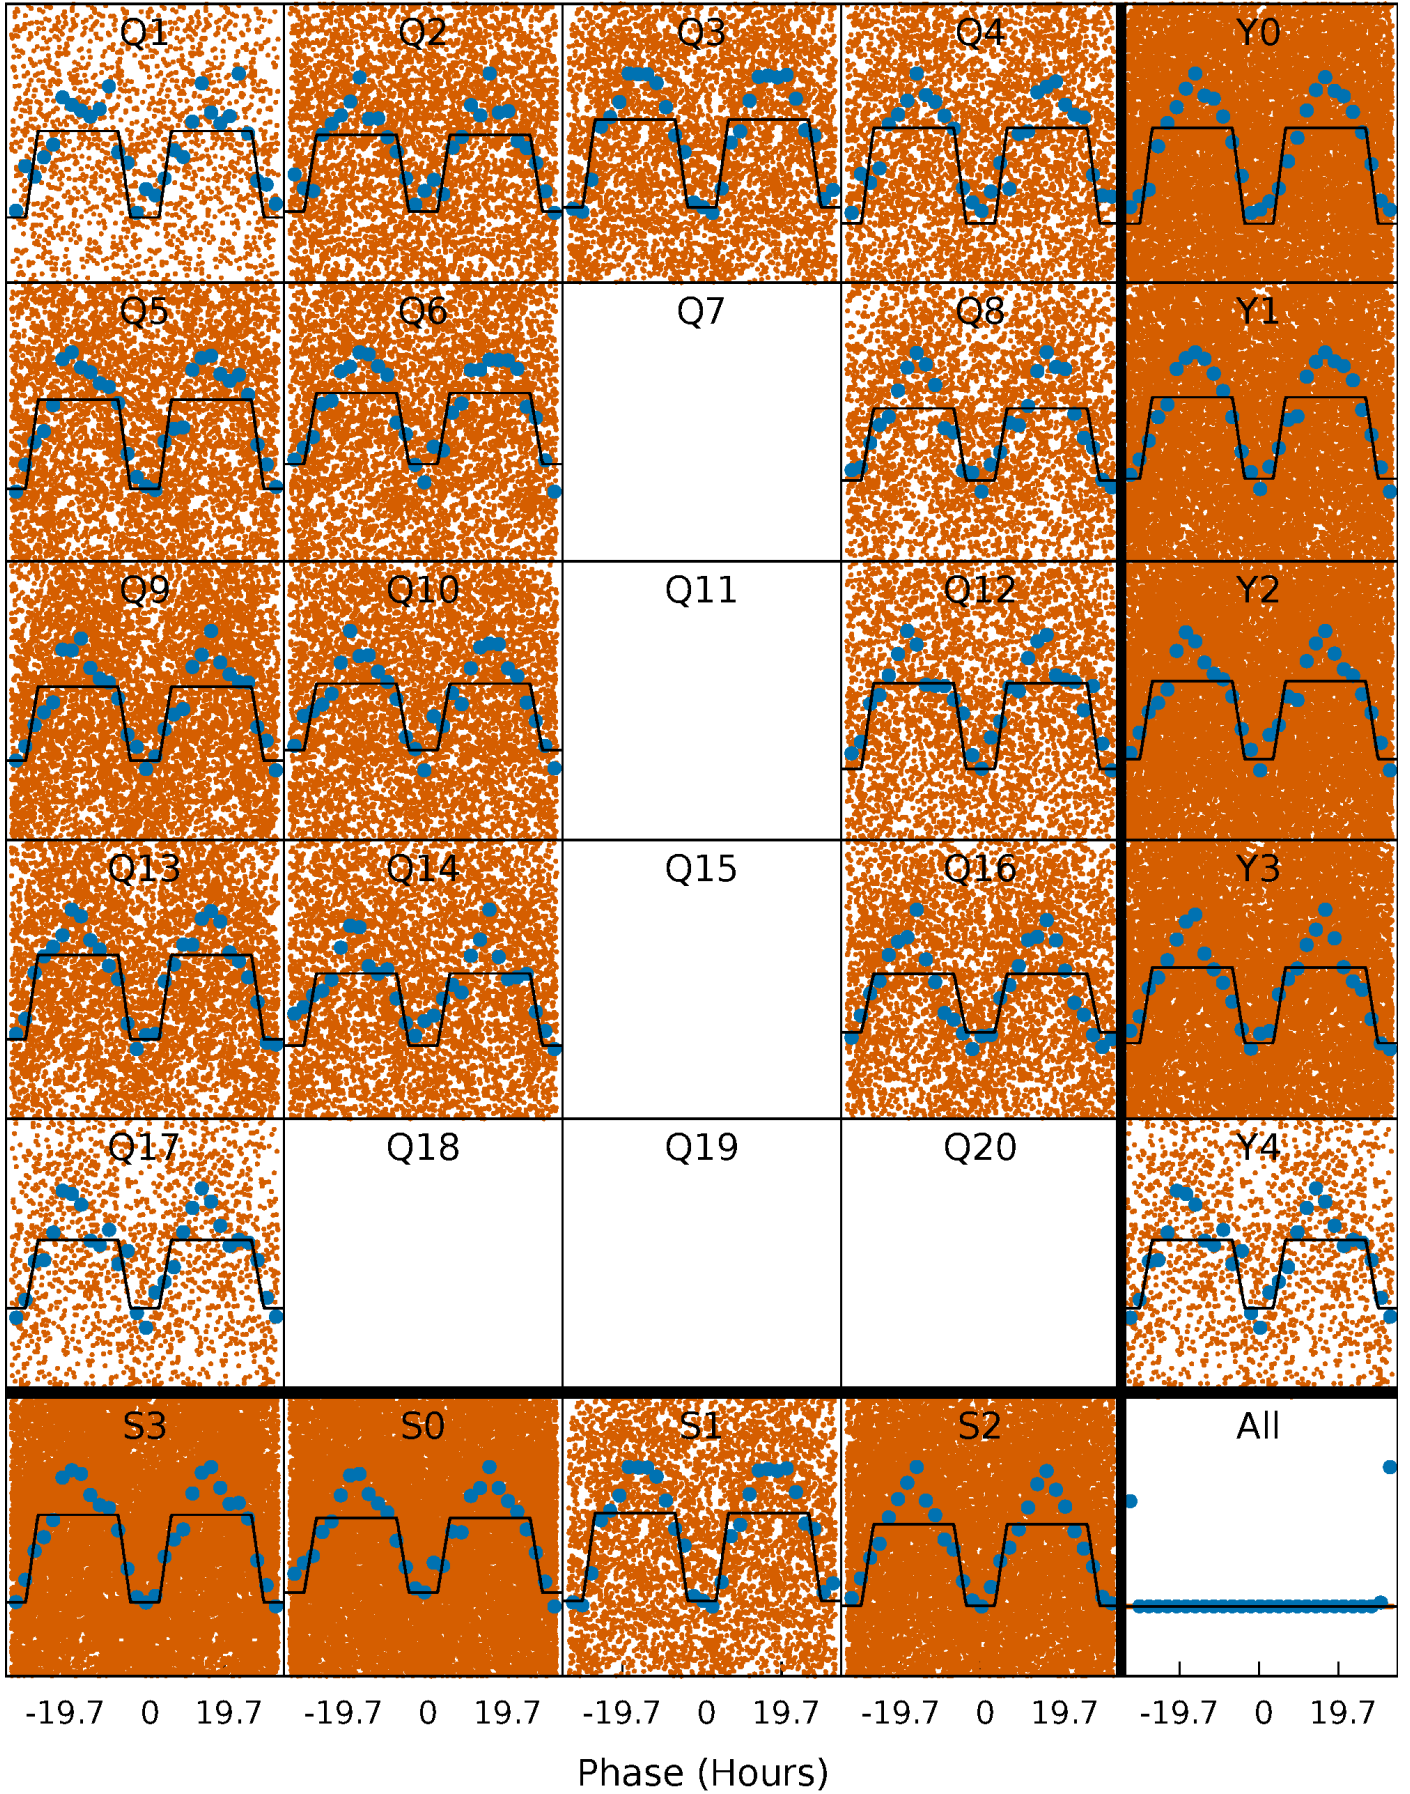 Q1 Q2 Q3 Q4 Y0
Q5 Q6 Q7 Q8 Y1
Q9 Q10 Q11 Q12 Y2
Q13 Q14 Q15 Q16 Y3
Q17 Q18 Q19 Q20 Y4
S3 S0 S1 S2 All
-19.7 0 19.7 -19.7 0 19.7 -19.7 0 19.7 -19.7 0 19.7 -19.7 0 19.7
Phase (Hours)